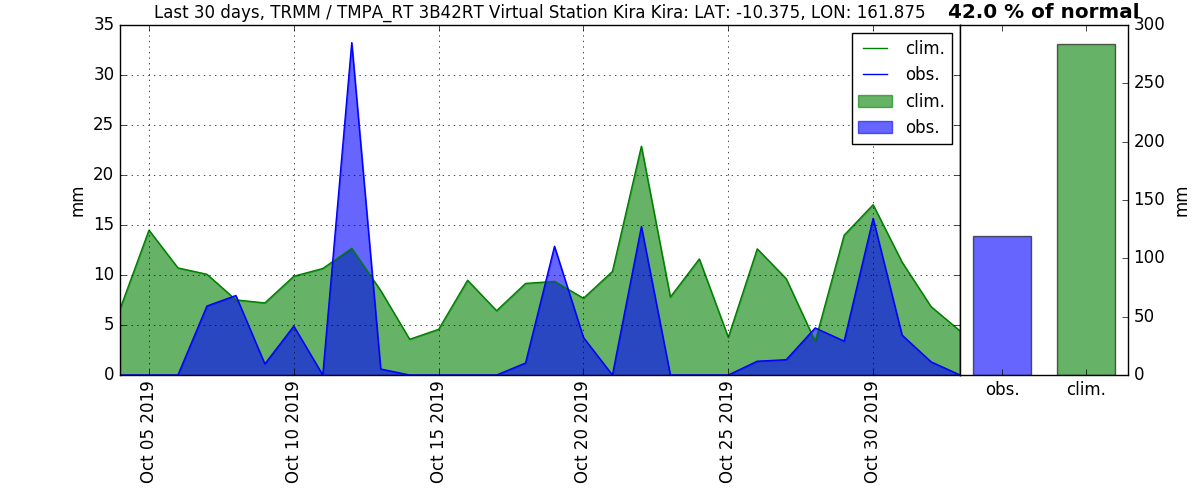 Last 30 days, TRMM / TMPA_RT 3B42RT Virtual Station Kira Kira: LAT: -10.375, LON: 161.875
42.0 % of normal
35
30
25
20
15
10
5
0
mm
clim.
obs.
clim.
obs.
300
250
200
150
100
50
0
mm
obs.
clim.
Oct 05 2019
Oct 10 2019
Oct 15 2019
Oct 20 2019
Oct 25 2019
Oct 30 2019